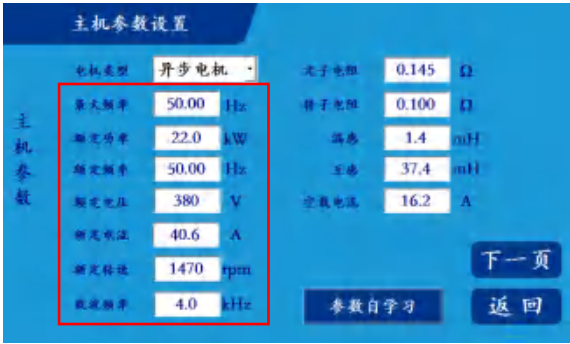 主机参数设置
电机类型 异步电机 定子电阻 0.145 Ω
最大频率 50.00 Hz 转子电阻 0.100 Ω
额定功率 22.0 kW 漏感 1.4 mH
额定频率 50.00 Hz 互感 37.4 mH
额定电压 380 V 空载电流 16.2 A
额定电流 40.6 A
额定转速 1470 rpm
载波频率 4.0 kHz
主机参数
下一页
参数自学习 返回